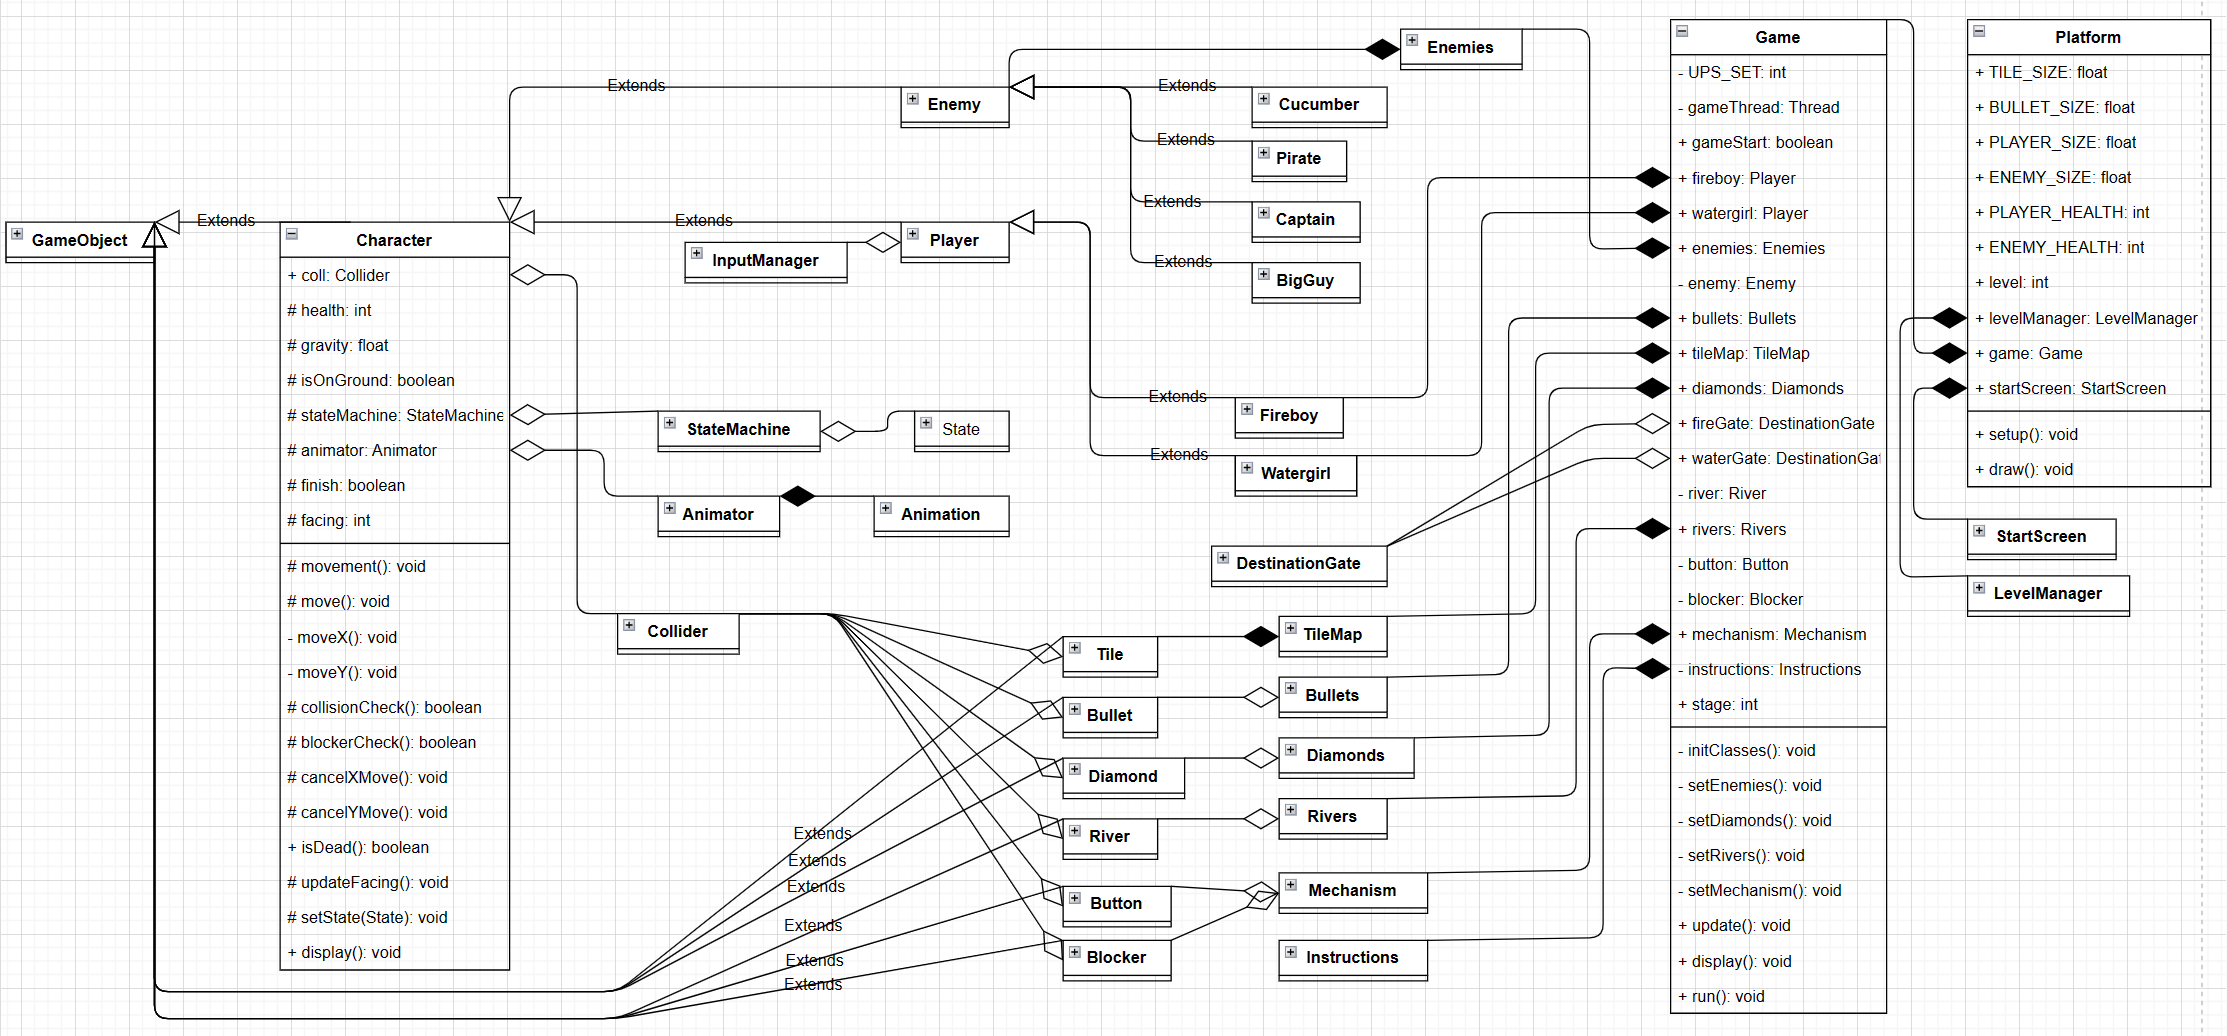 GameObject
Extends
Character
+ coll: Collider
# health: int
# gravity: float
# isOnGround: boolean
# stateMachine: StateMachine
# animator: Animator
# finish: boolean
# facing: int
# movement(): void
# move(): void
- moveX(): void
- moveY(): void
# collisionCheck(): boolean
# blockerCheck(): boolean
# cancelXMove(): void
# cancelYMove(): void
+ isDead(): boolean
# updateFacing(): void
# setState(State): void
+ display(): void
Extends
Enemy
Extends
Player
InputManager
StateMachine
State
Animator
Animation
Collider
Enemies
Extends
Cucumber
Extends
Pirate
Extends
Captain
Extends
BigGuy
Extends
Fireboy
Extends
Watergirl
DestinationGate
Tile
TileMap
Bullet
Bullets
Diamond
Diamonds
River
Rivers
Button
Mechanism
Blocker
Instructions
Extends
Extends
Extends
Extends
Extends
Extends
Game
- UPS_SET: int
- gameThread: Thread
+ gameStart: boolean
+ fireboy: Player
+ watergirl: Player
+ enemies: Enemies
- enemy: Enemy
+ bullets: Bullets
+ tileMap: TileMap
+ diamonds: Diamonds
+ fireGate: DestinationGate
+ waterGate: DestinationGat
- river: River
+ rivers: Rivers
- button: Button
- blocker: Blocker
+ mechanism: Mechanism
- instructions: Instructions
+ stage: int
- initClasses(): void
- setEnemies(): void
- setDiamonds(): void
- setRivers(): void
- setMechanism(): void
+ update(): void
+ display(): void
+ run(): void
Platform
+ TILE_SIZE: float
+ BULLET_SIZE: float
+ PLAYER_SIZE: float
+ ENEMY_SIZE: float
+ PLAYER_HEALTH: int
+ ENEMY_HEALTH: int
+ level: int
+ levelManager: LevelManager
+ game: Game
+ startScreen: StartScreen
+ setup(): void
+ draw(): void
StartScreen
LevelManager